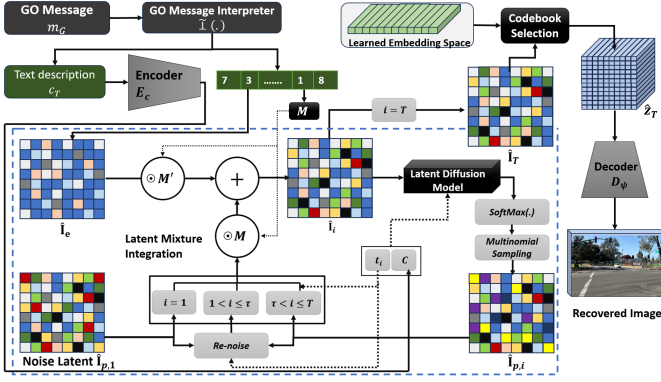 GO Message
m_G
GO Message Interpreter
Ĩ (.)
Learned Embedding Space
Codebook
Selection
Text description
c_T
Encoder
E_c
7 3 ........ 1 8
M
i = T
Î_T
Ẑ_T
Î_e
⊙ M′
+
Î_i
Latent Diffusion
Model
Decoder
D_ψ
⊙ M
SoftMax(.)
Latent Mixture
Integration
t_i C
Multinomial
Sampling
i = 1
1 < i ≤ τ
τ < i ≤ T
Re-noise
Noise Latent Î_p,1
Î_p,i
Recovered Image